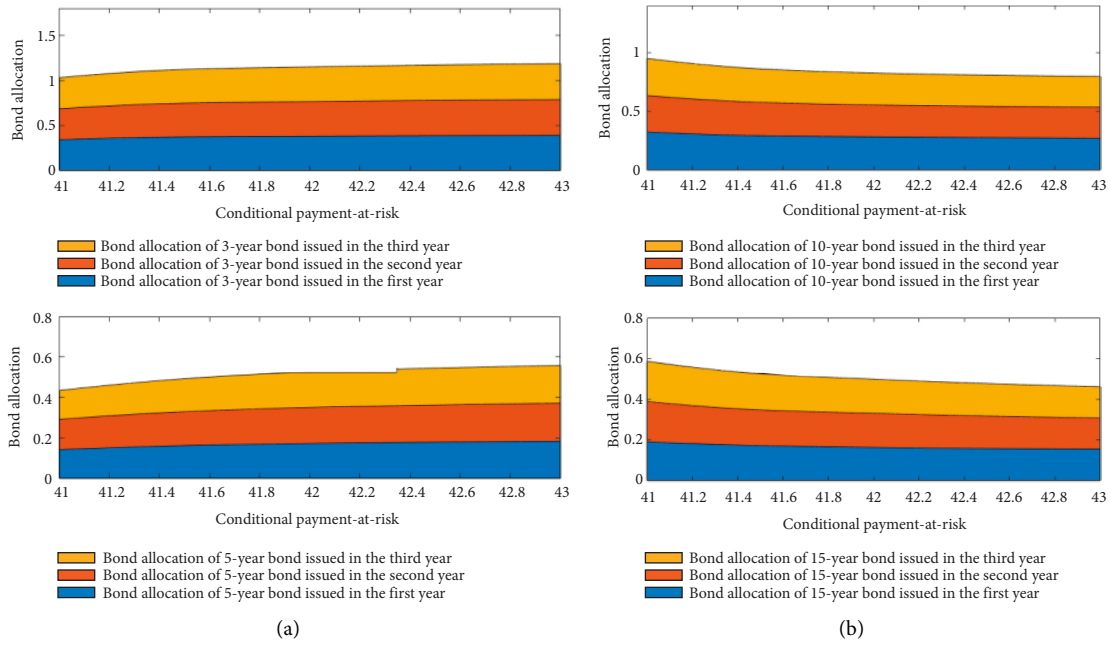 Bond allocation
1.5
1
0.5
0
41 41.2 41.4 41.6 41.8 42 42.2 42.4 42.6 42.8 43
Conditional payment-at-risk
Bond allocation of 3-year bond issued in the third year
Bond allocation of 3-year bond issued in the second year
Bond allocation of 3-year bond issued in the first year
Bond allocation
0.8
0.6
0.4
0.2
0
41 41.2 41.4 41.6 41.8 42 42.2 42.4 42.6 42.8 43
Conditional payment-at-risk
Bond allocation of 5-year bond issued in the third year
Bond allocation of 5-year bond issued in the second year
Bond allocation of 5-year bond issued in the first year
(a)
Bond allocation
1
0.5
0
41 41.2 41.4 41.6 41.8 42 42.2 42.4 42.6 42.8 43
Conditional payment-at-risk
Bond allocation of 10-year bond issued in the third year
Bond allocation of 10-year bond issued in the second year
Bond allocation of 10-year bond issued in the first year
Bond allocation
0.8
0.6
0.4
0.2
0
41 41.2 41.4 41.6 41.8 42 42.2 42.4 42.6 42.8 43
Conditional payment-at-risk
Bond allocation of 15-year bond issued in the third year
Bond allocation of 15-year bond issued in the second year
Bond allocation of 15-year bond issued in the first year
(b)